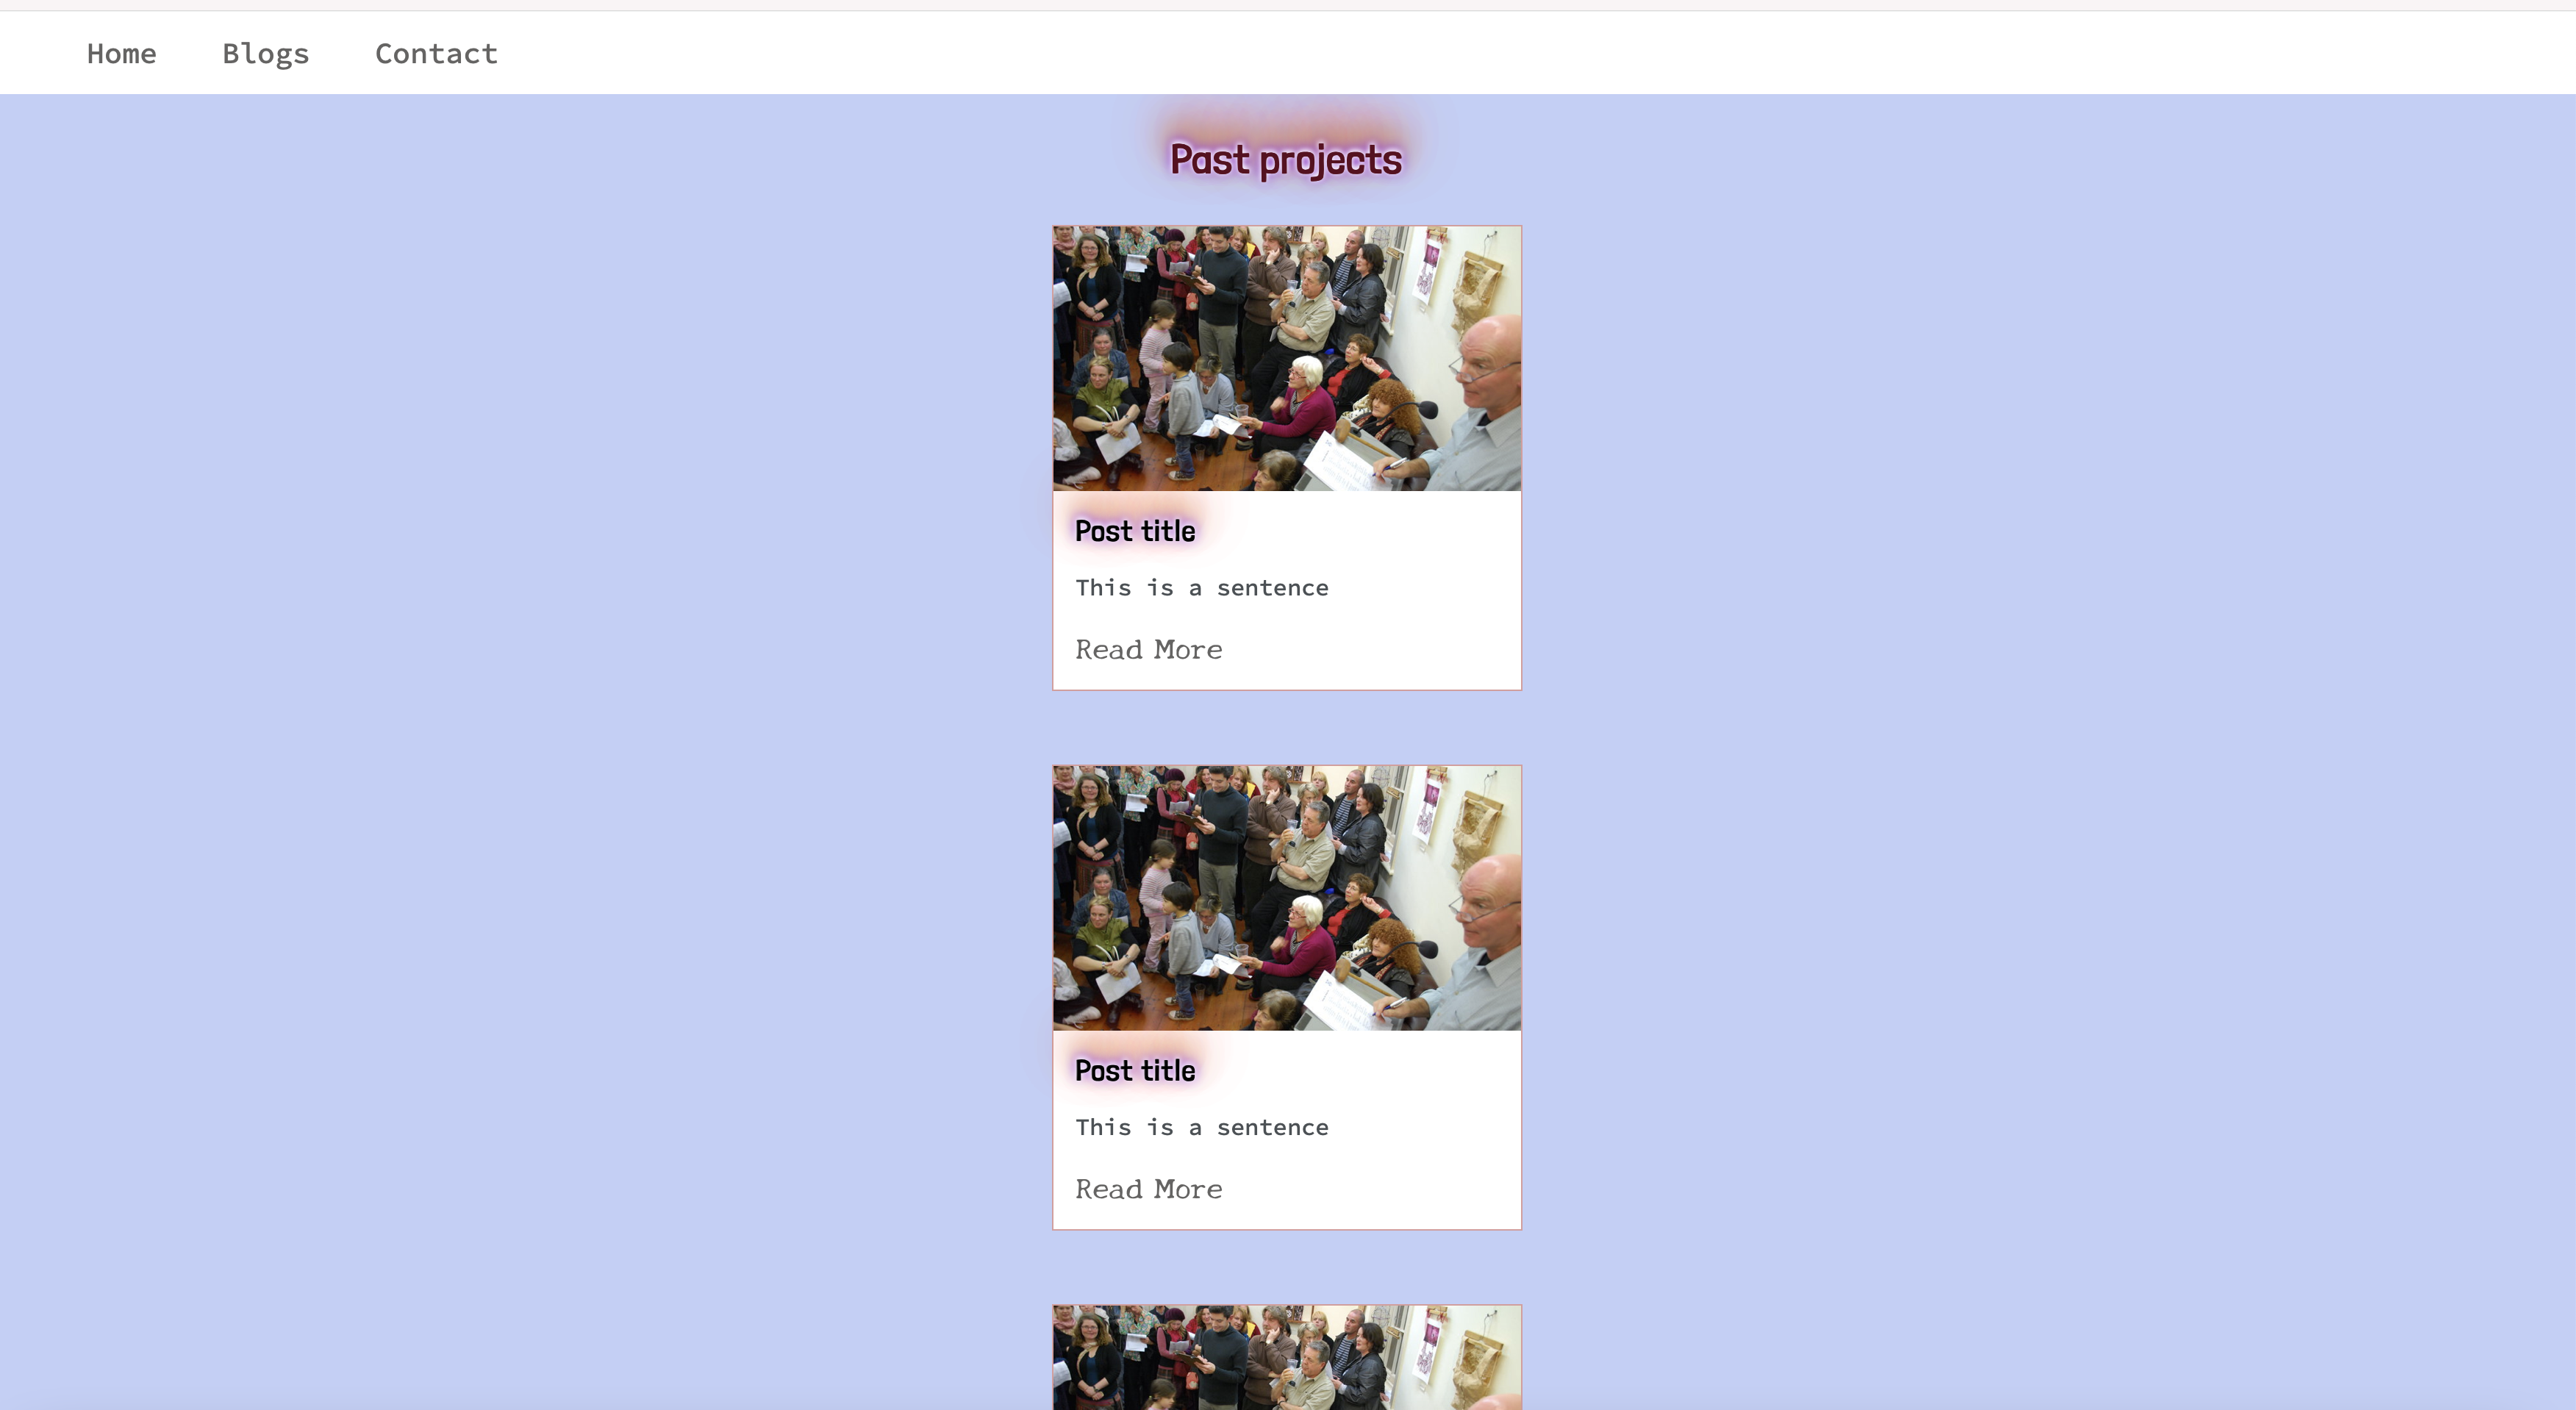 Home Blogs Contact
Past projects
Post title
This is a sentence
Read More
Post title
This is a sentence
Read More